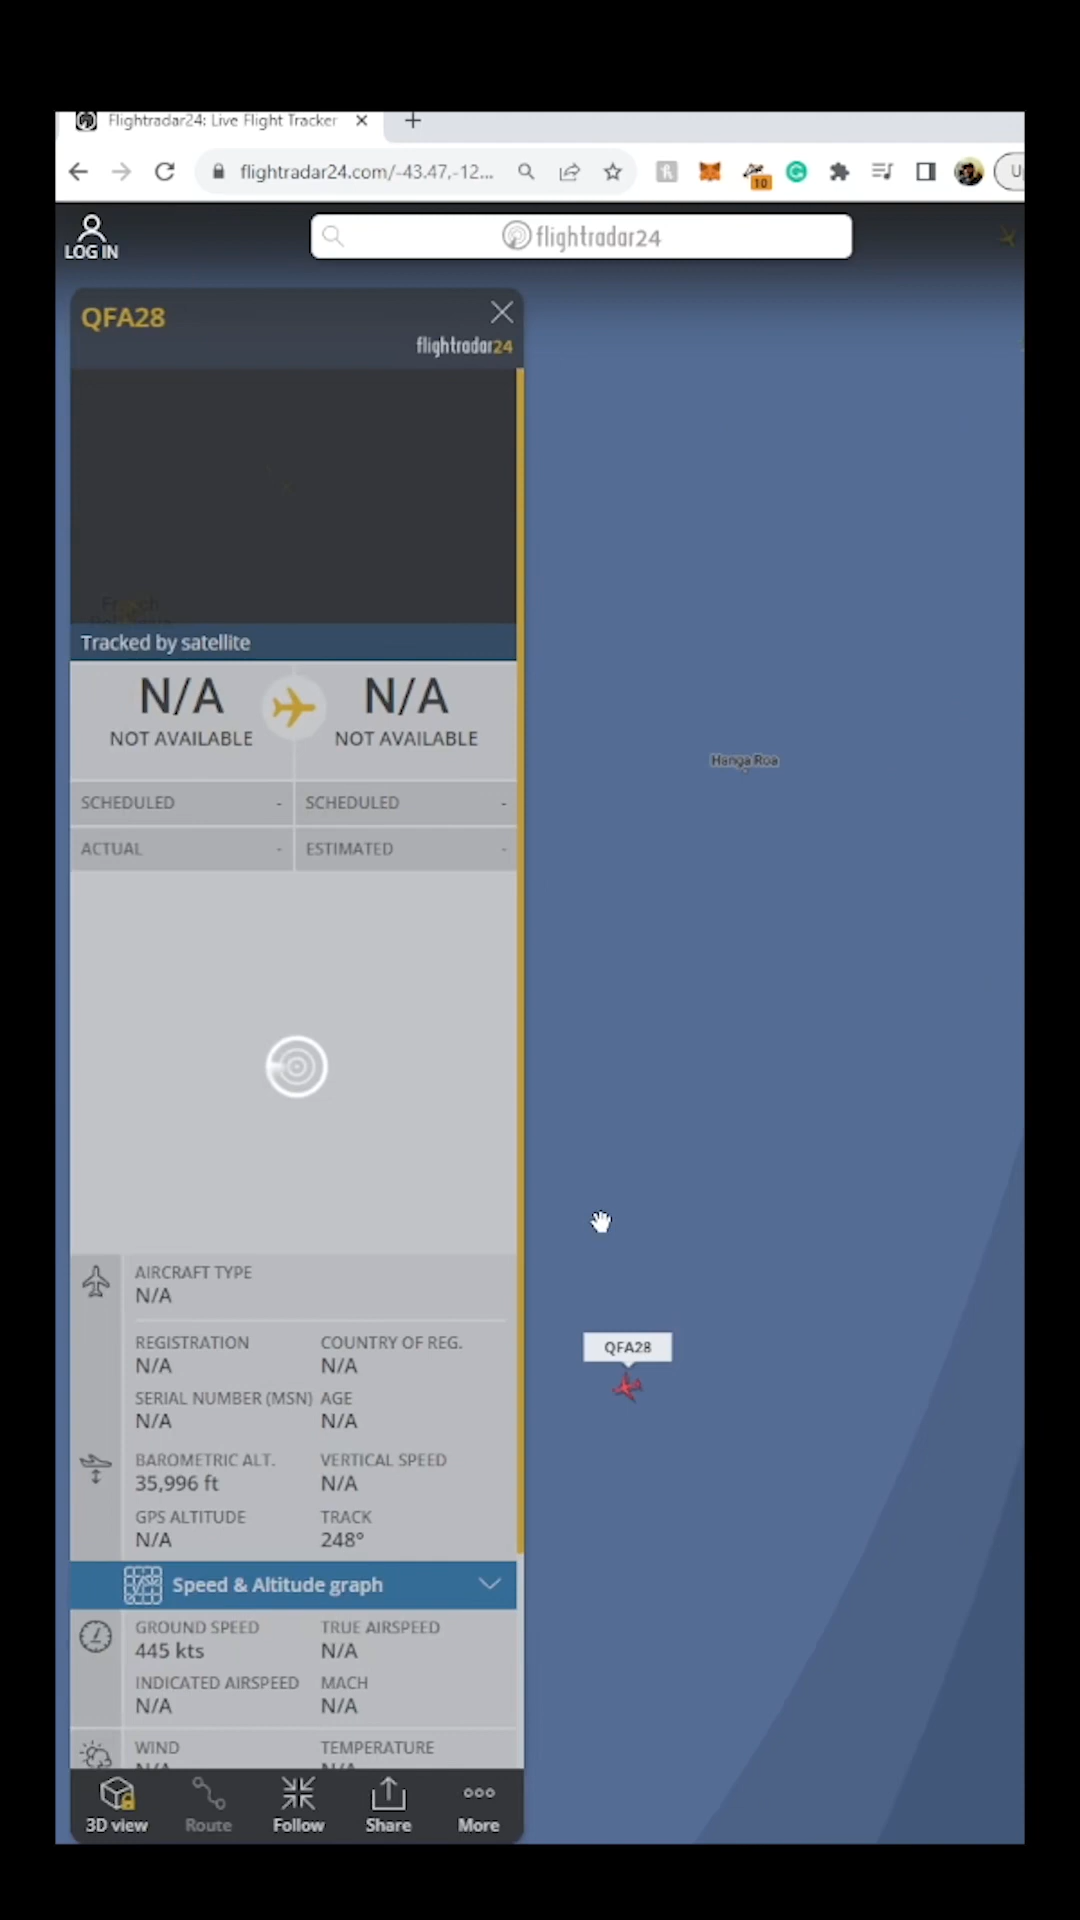 Flightradar24: Live Flight Tracker
flightradar24.com/-43.47,-12...
10
LOG IN
flightradar24
QFA28
flightradar24
Tracked by satellite
N/A N/A
NOT AVAILABLE NOT AVAILABLE
SCHEDULED - SCHEDULED -
ACTUAL - ESTIMATED -
Hanga Roa
AIRCRAFT TYPE
N/A
REGISTRATION COUNTRY OF REG.
N/A N/A
SERIAL NUMBER (MSN) AGE
N/A N/A
BAROMETRIC ALT. VERTICAL SPEED
35,996 ft N/A
GPS ALTITUDE TRACK
N/A 248°
Speed & Altitude graph
GROUND SPEED TRUE AIRSPEED
445 kts N/A
INDICATED AIRSPEED MACH
N/A N/A
WIND TEMPERATURE
3D view Route Follow Share More
QFA28